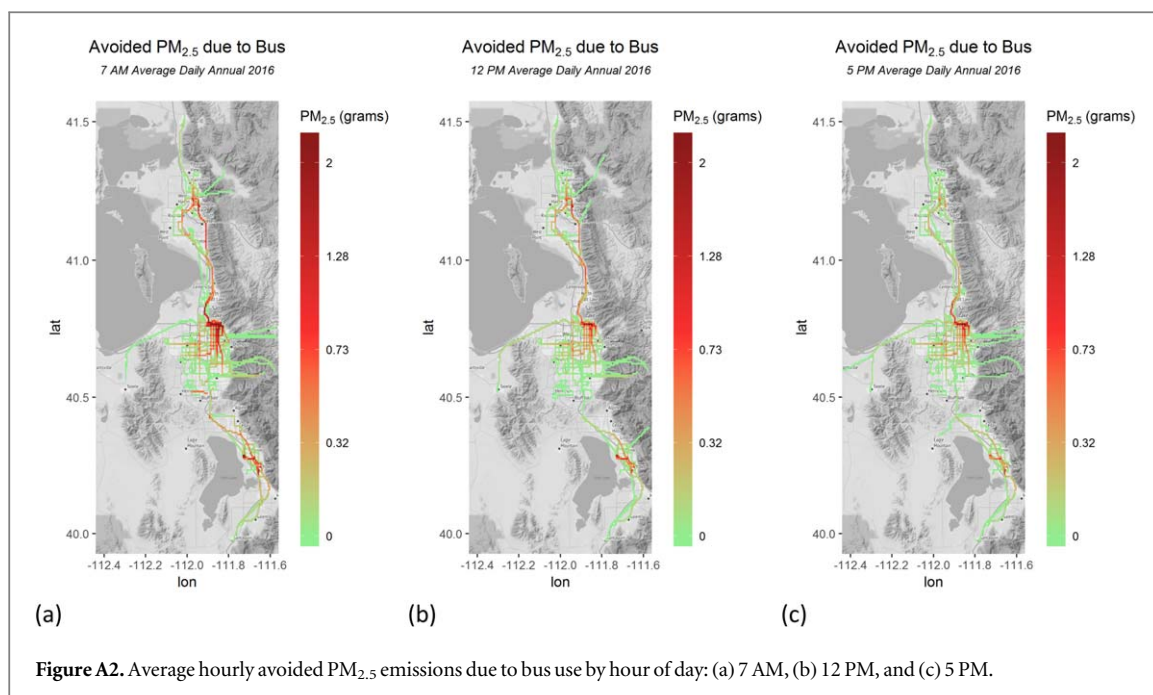 Avoided PM2.5 due to Bus
7 AM Average Daily Annual 2016
PM2.5 (grams)
2
1.28
0.73
0.32
0
41.5
41.0
40.5
40.0
lat
-112.4 -112.2 -112.0 -111.8 -111.6
lon
(a)
Avoided PM2.5 due to Bus
12 PM Average Daily Annual 2016
PM2.5 (grams)
2
1.28
0.73
0.32
0
41.5
41.0
40.5
40.0
lat
-112.4 -112.2 -112.0 -111.8 -111.6
lon
(b)
Avoided PM2.5 due to Bus
5 PM Average Daily Annual 2016
PM2.5 (grams)
2
1.28
0.73
0.32
0
41.5
41.0
40.5
40.0
lat
-112.4 -112.2 -112.0 -111.8 -111.6
lon
(c)
Figure A2. Average hourly avoided PM2.5 emissions due to bus use by hour of day: (a) 7 AM, (b) 12 PM, and (c) 5 PM.